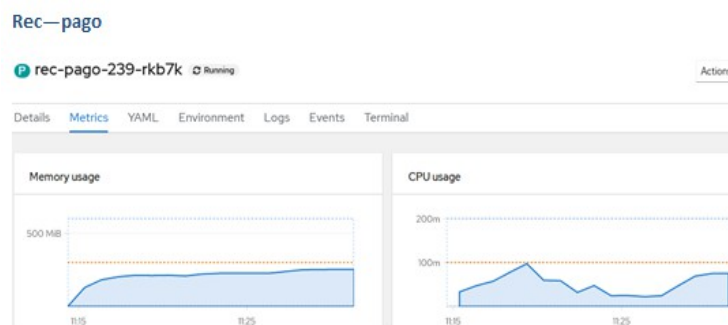 Rec—pago
P rec-pago-239-rkb7k Running
Action
Details Metrics YAML Environment Logs Events Terminal
Memory usage
500 MiB
11:15 11:25
CPU usage
200m
100m
11:15 11:25